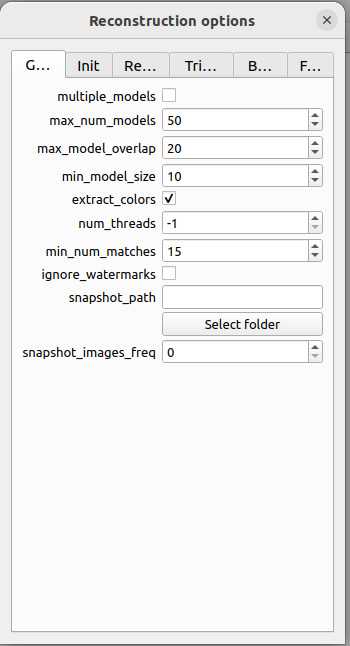 Reconstruction options
G... Init Re... Tri... B... F...
multiple_models
max_num_models 50
max_model_overlap 20
min_model_size 10
extract_colors
num_threads -1
min_num_matches 15
ignore_watermarks
snapshot_path
Select folder
snapshot_images_freq 0